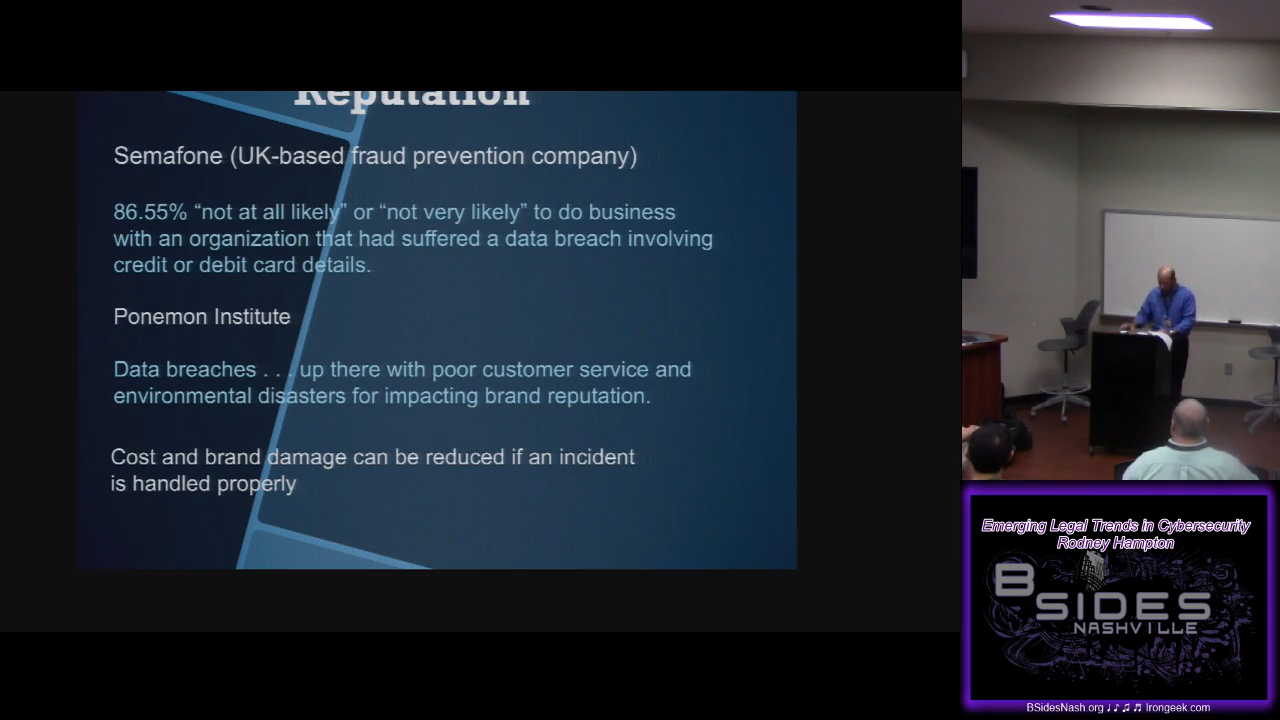 Reputation
Semafone (UK-based fraud prevention company)
86.55% “not at all likely” or “not very likely” to do business
with an organization that had suffered a data breach involving
credit or debit card details.
Ponemon Institute
Data breaches . . . up there with poor customer service and
environmental disasters for impacting brand reputation.
Cost and brand damage can be reduced if an incident
is handled properly
Emerging Legal Trends in Cybersecurity
Rodney Hampton
BSIDES
NASHVILLE
BSidesNash.org ♩ ♪ ♫ ♬ Irongeek.com